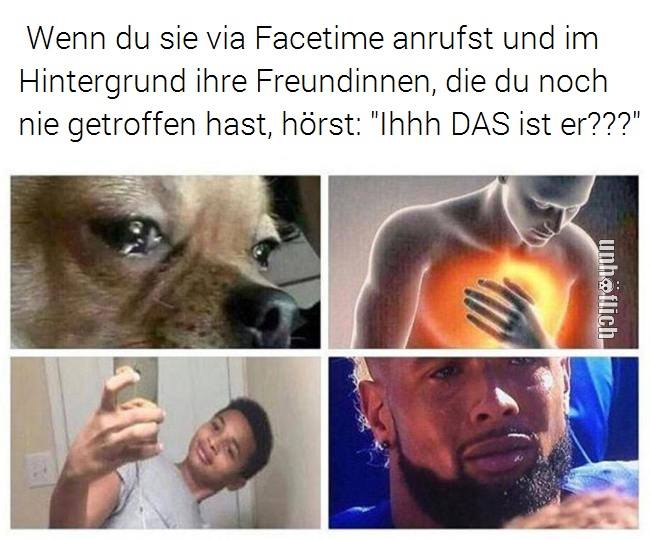 Wenn du sie via Facetime anrufst und im
Hintergrund ihre Freundinnen, die du noch
nie getroffen hast, hörst: "Ihhh DAS ist er???"
unhöflich